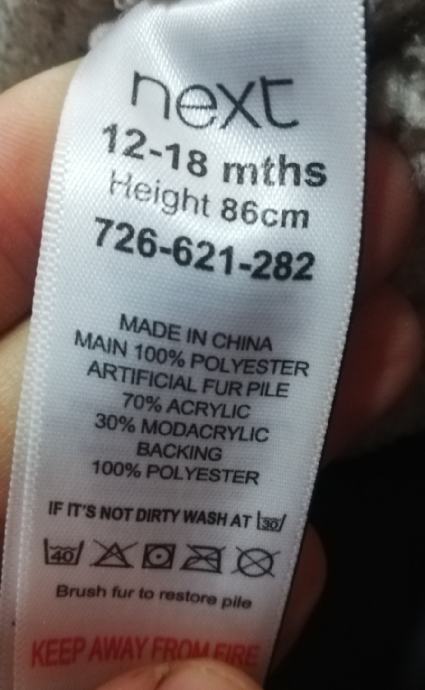 next
12-18 mths
Height 86cm
726-621-282
MADE IN CHINA
MAIN 100% POLYESTER
ARTIFICIAL FUR PILE
70% ACRYLIC
30% MODACRYLIC
BACKING
100% POLYESTER
IF IT'S NOT DIRTY WASH AT 30
40
Brush fur to restore pile
KEEP AWAY FROM FIRE